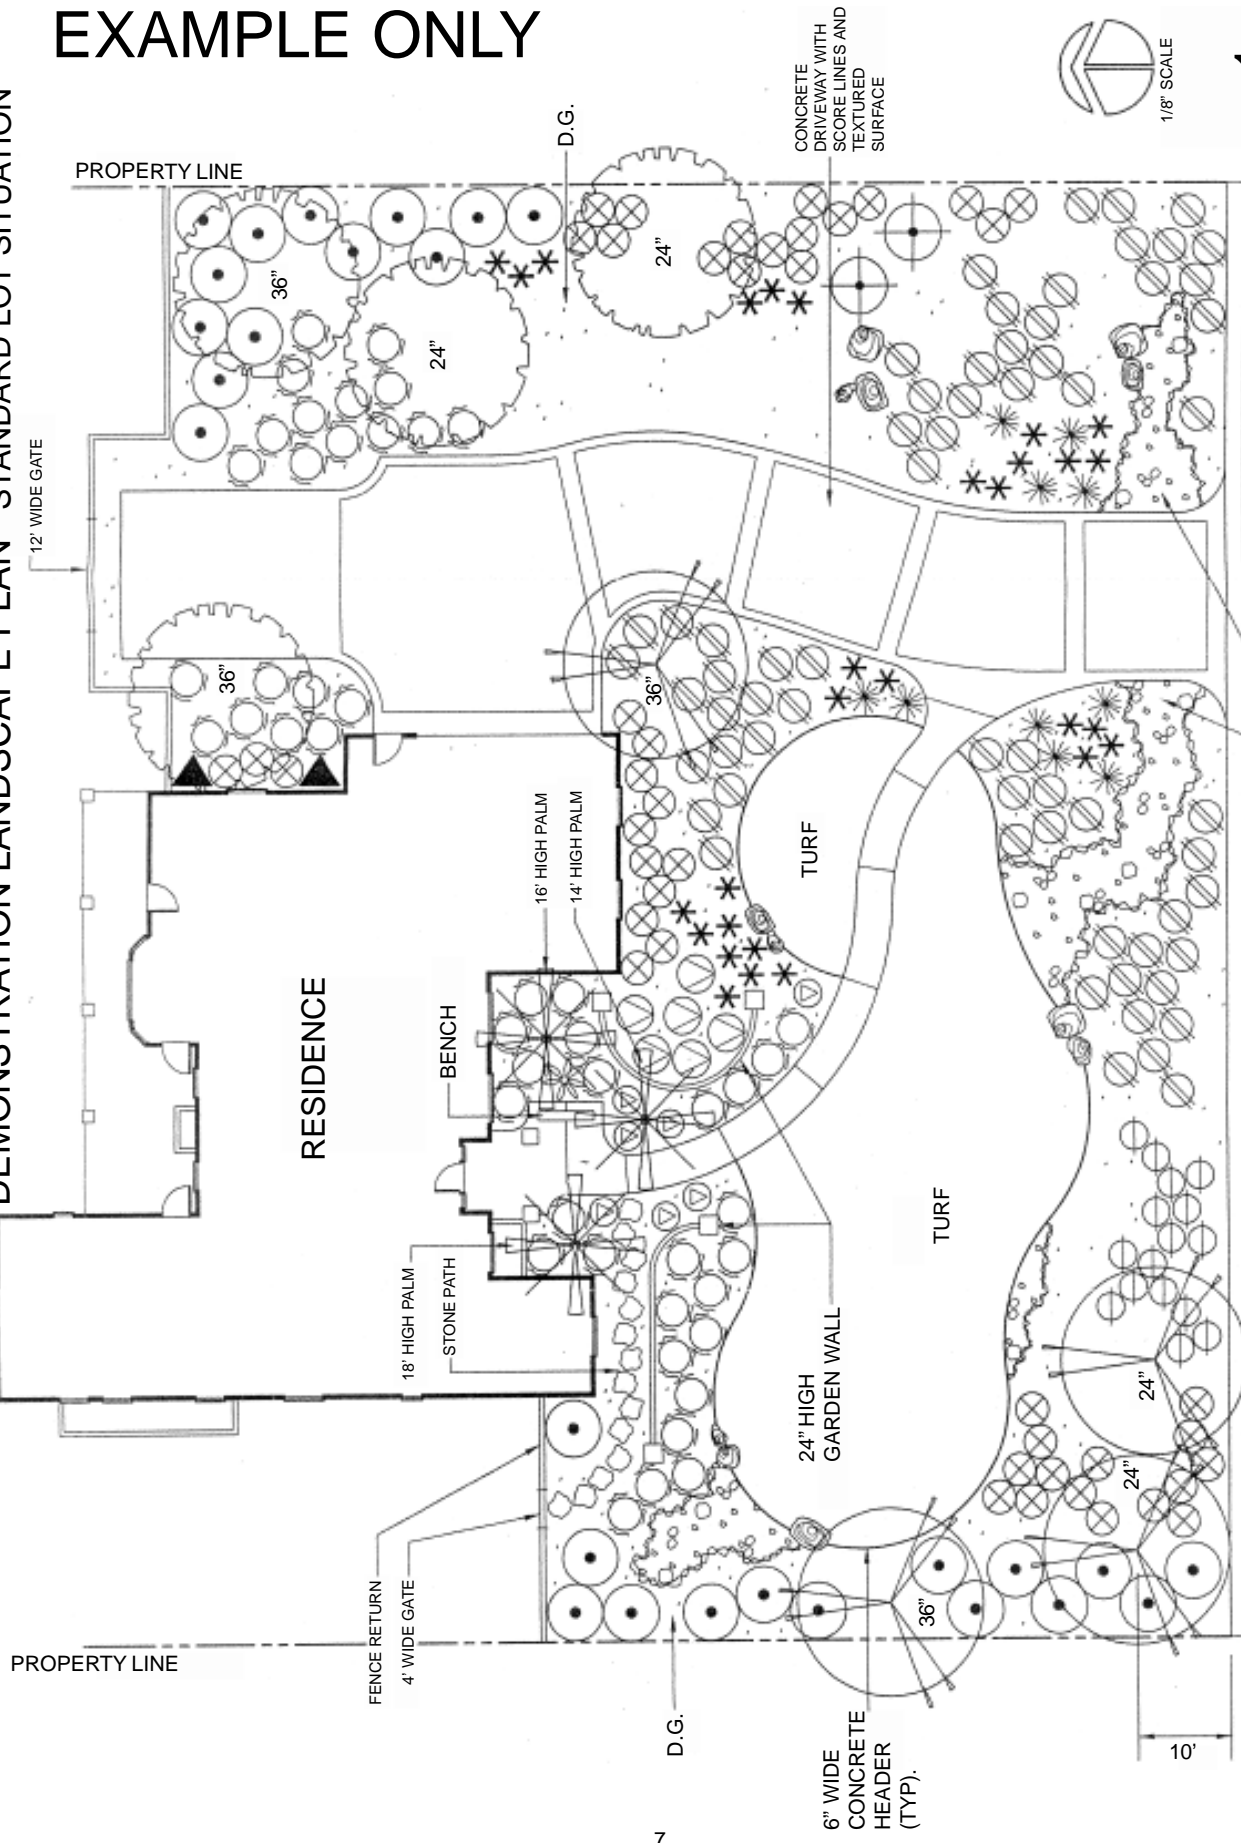 EXAMPLE ONLY
DEMONSTRATION LANDSCAPE PLAN - STANDARD LOT SITUATION
PROPERTY LINE
12' WIDE GATE
D.G.
CONCRETE
DRIVEWAY WITH
SCORE LINES AND
TEXTURED
SURFACE
1/8" SCALE
36"
24"
24"
36"
36"
16' HIGH PALM
14' HIGH PALM
TURF
RESIDENCE
BENCH
18' HIGH PALM
STONE PATH
TURF
24" HIGH
GARDEN WALL
24"
24"
36"
FENCE RETURN
4' WIDE GATE
PROPERTY LINE
D.G.
6" WIDE
CONCRETE
HEADER
(TYP).
10'
7